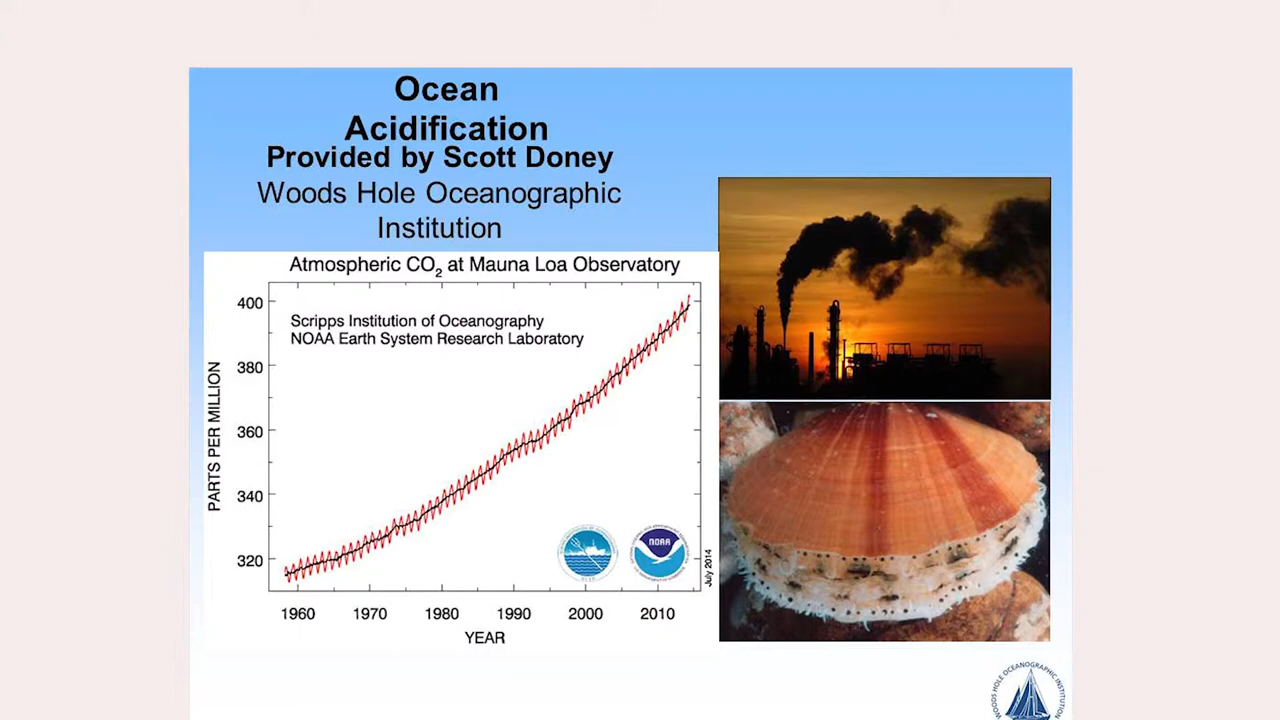 Ocean
Acidification
Provided by Scott Doney
Woods Hole Oceanographic
Institution
Atmospheric CO₂ at Mauna Loa Observatory
Scripps Institution of Oceanography
NOAA Earth System Research Laboratory
PARTS PER MILLION
400
380
360
340
320
1960 1970 1980 1990 2000 2010
YEAR
NOAA
July 2014
WOODS HOLE OCEANOGRAPHIC INSTITUTION